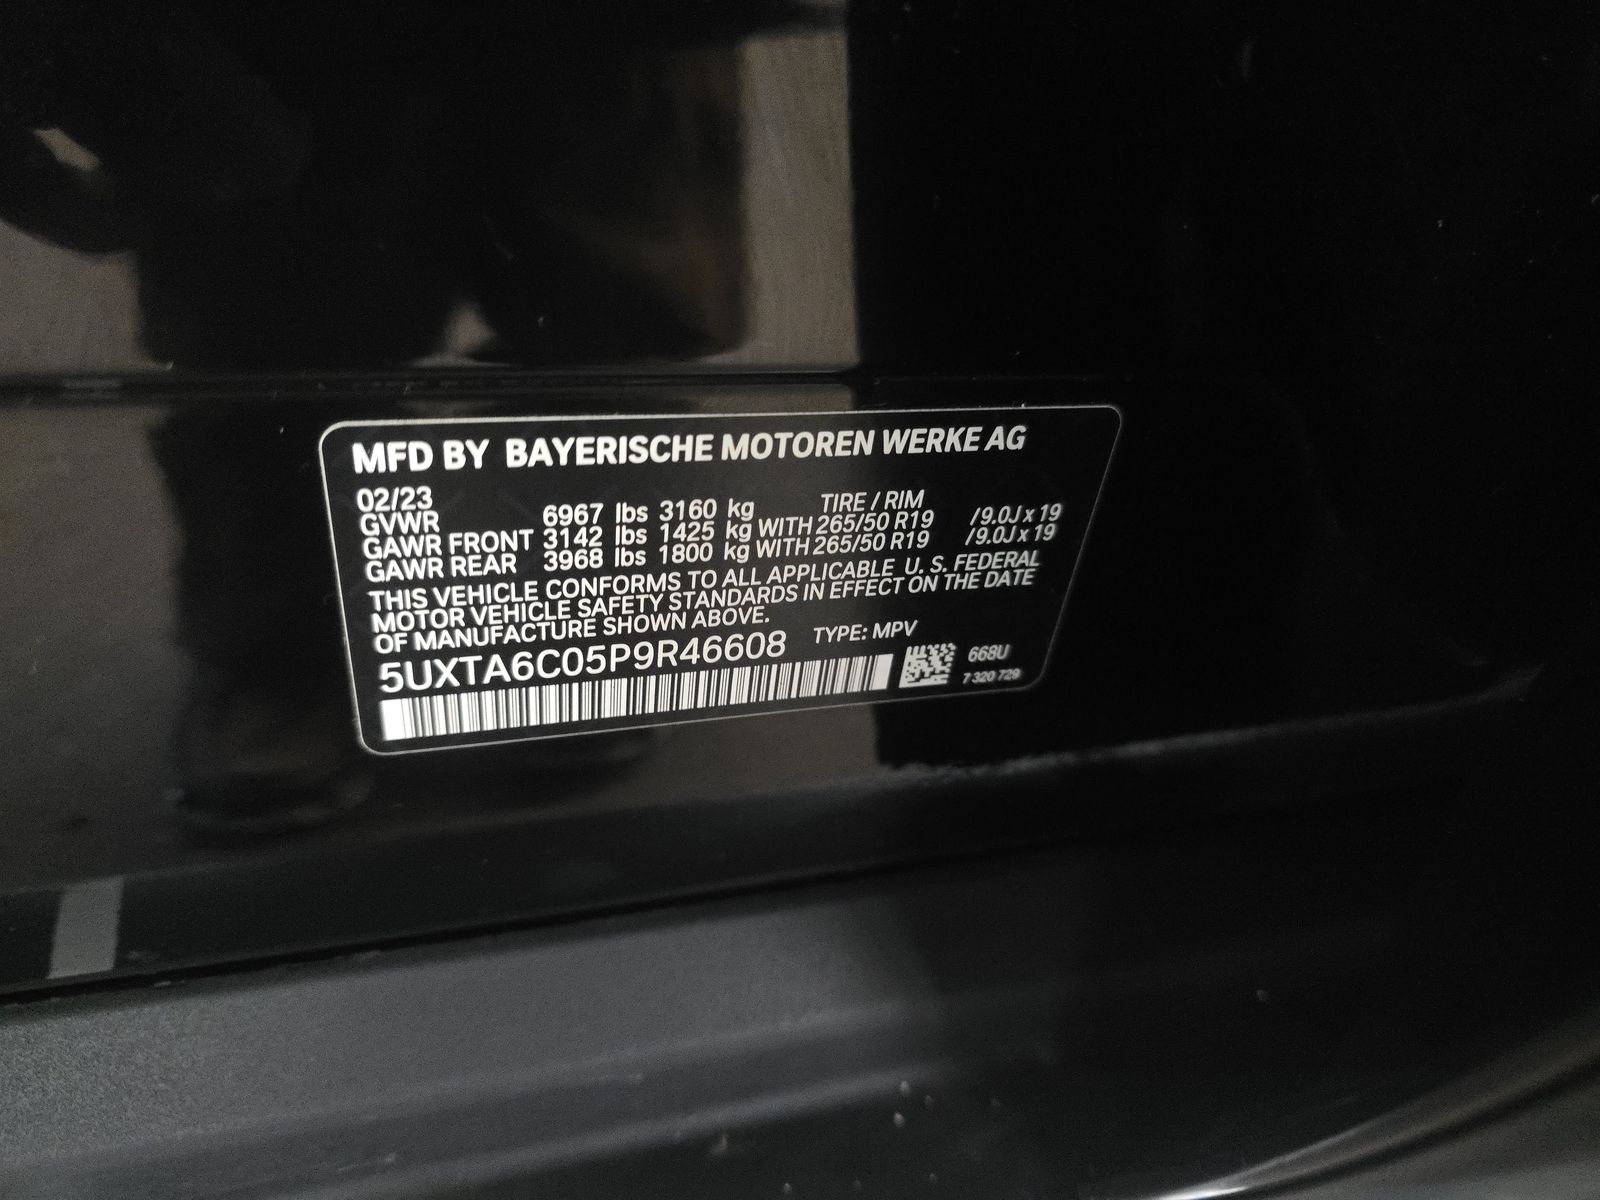 MFD BY BAYERISCHE MOTOREN WERKE AG
02/23 TIRE / RIM
GVWR 6967 lbs 3160 kg
GAWR FRONT 3142 lbs 1425 kg WITH 265/50 R19 /9.0J x 19
GAWR REAR 3968 lbs 1800 kg WITH 265/50 R19 /9.0J x 19
THIS VEHICLE CONFORMS TO ALL APPLICABLE U. S. FEDERAL
MOTOR VEHICLE SAFETY STANDARDS IN EFFECT ON THE DATE
OF MANUFACTURE SHOWN ABOVE.
5UXTA6C05P9R46608 TYPE: MPV
668U
7 320 729